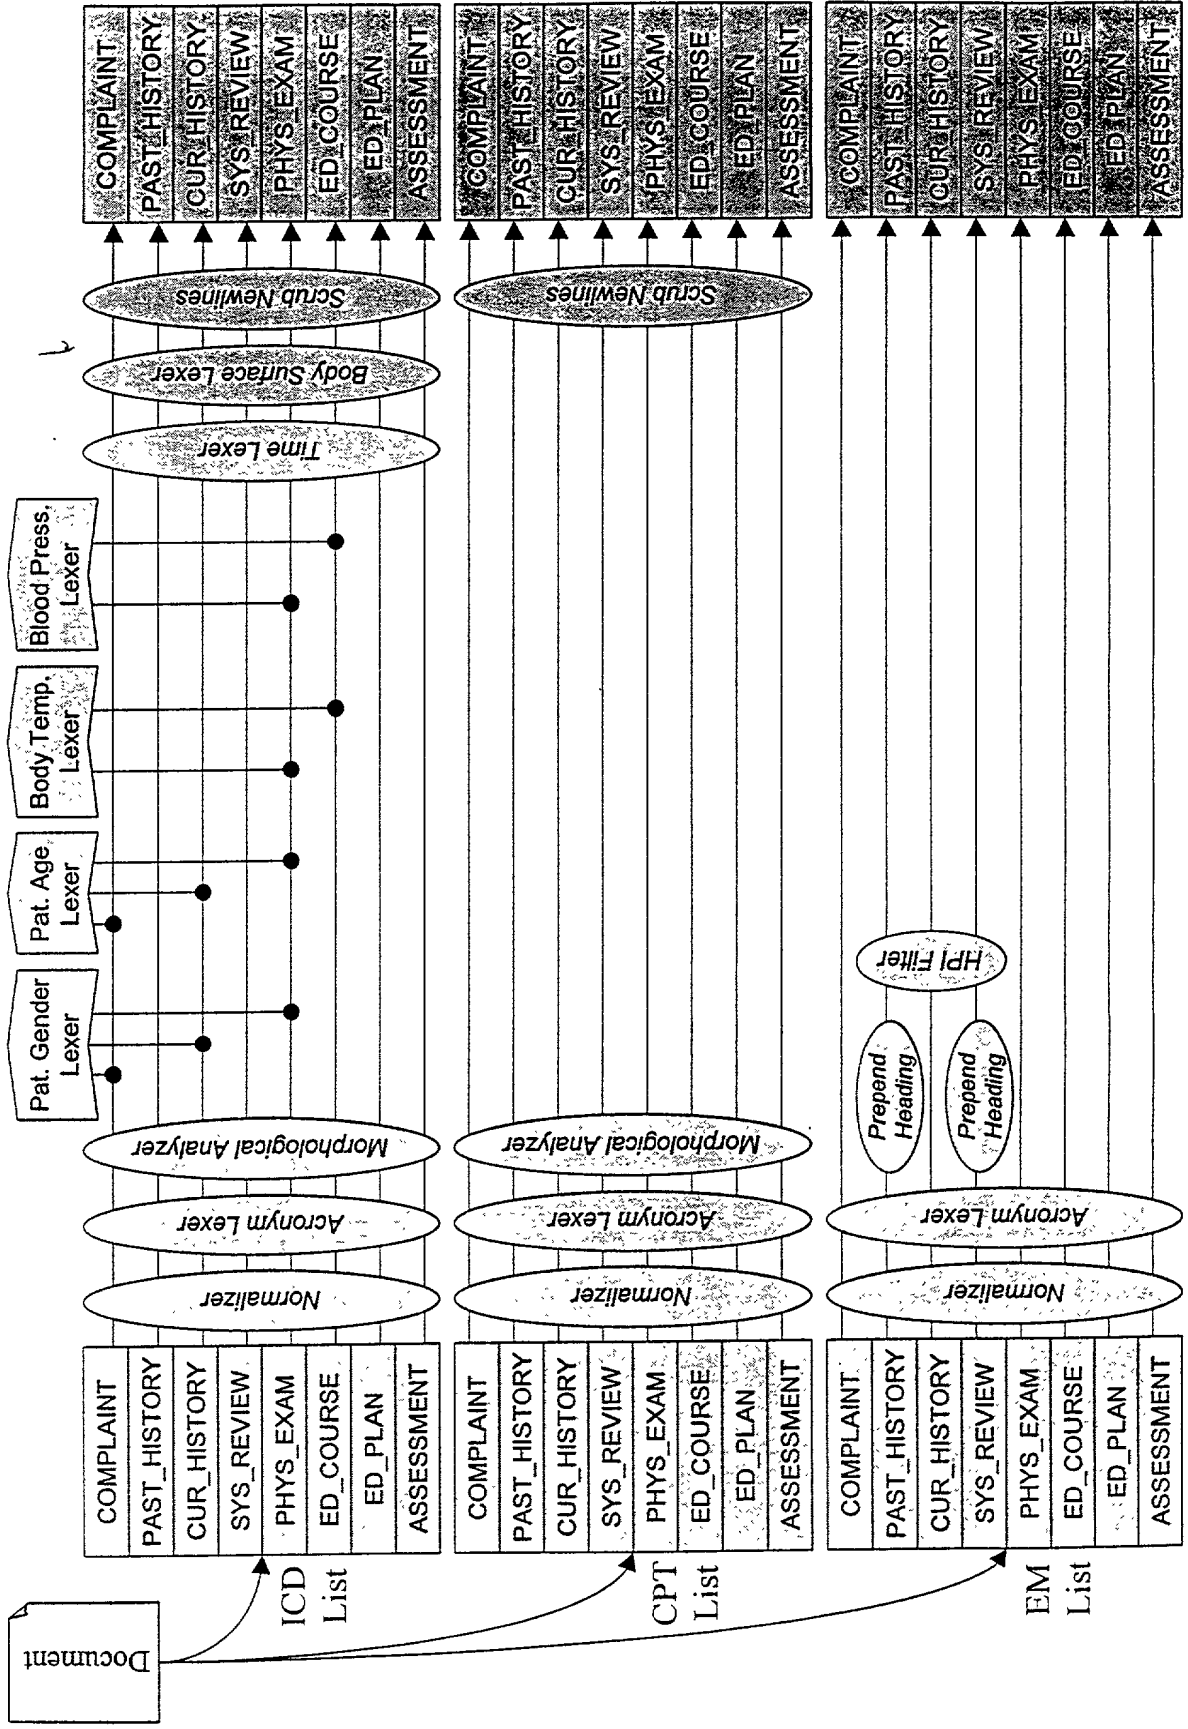 Document
ICD
List
COMPLAINT
PAST_HISTORY
CUR_HISTORY
SYS_REVIEW
PHYS_EXAM
ED_COURSE
ED_PLAN
ASSESSMENT
Normalizer
Acronym Lexer
Morphological Analyzer
Pat. Gender
Lexer
Pat. Age
Lexer
Body Temp,
Lexer
Blood Press,
Lexer
Time Lexer
Body Surface Lexer
Scrub Newlines
COMPLAINT
PAST_HISTORY
CUR_HISTORY
SYS_REVIEW
PHYS_EXAM
ED_COURSE
ED_PLAN
ASSESSMENT
CPT
List
COMPLAINT
PAST_HISTORY
CUR_HISTORY
SYS_REVIEW
PHYS_EXAM
ED_COURSE
ED_PLAN
ASSESSMENT
Normalizer
Acronym Lexer
Morphological Analyzer
Scrub Newlines
COMPLAINT
PAST_HISTORY
CUR_HISTORY
SYS_REVIEW
PHYS_EXAM
ED_COURSE
ED_PLAN
ASSESSMENT
EM
List
COMPLAINT
PAST_HISTORY
CUR_HISTORY
SYS_REVIEW
PHYS_EXAM
ED_COURSE
ED_PLAN
ASSESSMENT
Normalizer
Acronym Lexer
Prepend
Heading
Prepend
Heading
HPI Filter
COMPLAINT
PAST_HISTORY
CUR_HISTORY
SYS_REVIEW
PHYS_EXAM
ED_COURSE
ED_PLAN
ASSESSMENT